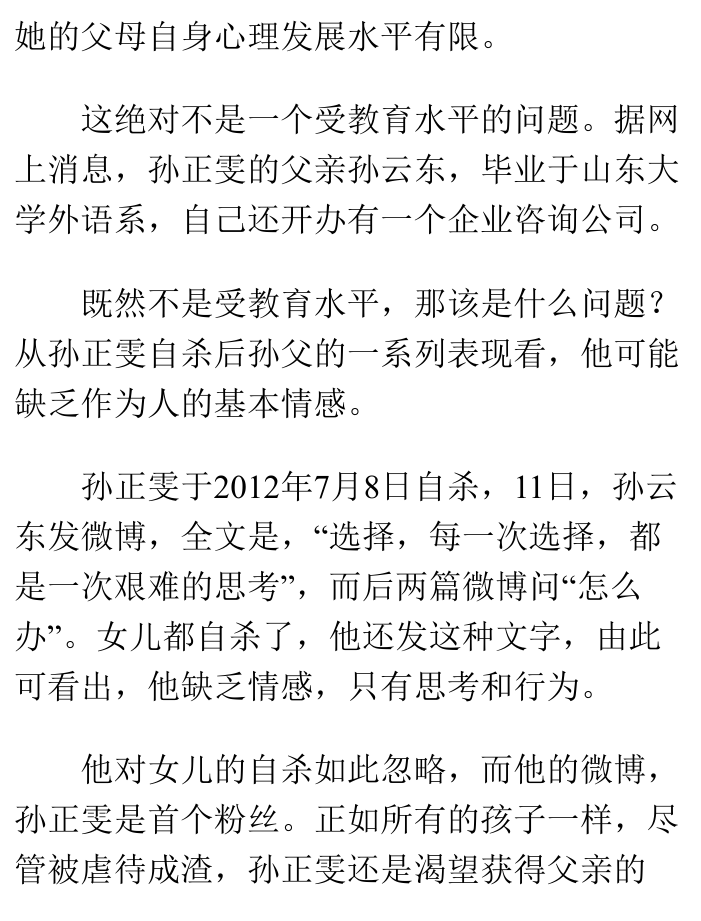 她的父母自身心理发展水平有限。
这绝对不是一个受教育水平的问题。据网
上消息，孙正雯的父亲孙云东，毕业于山东大
学外语系，自己还开办有一个企业咨询公司。
既然不是受教育水平，那该是什么问题？
从孙正雯自杀后孙父的一系列表现看，他可能
缺乏作为人的基本情感。
孙正雯于2012年7月8日自杀，11日，孙云
东发微博，全文是，“选择，每一次选择，都
是一次艰难的思考”，而后两篇微博问“怎么
办”。女儿都自杀了，他还发这种文字，由此
可看出，他缺乏情感，只有思考和行为。
他对女儿的自杀如此忽略，而他的微博，
孙正雯是首个粉丝。正如所有的孩子一样，尽
管被虐待成渣，孙正雯还是渴望获得父亲的